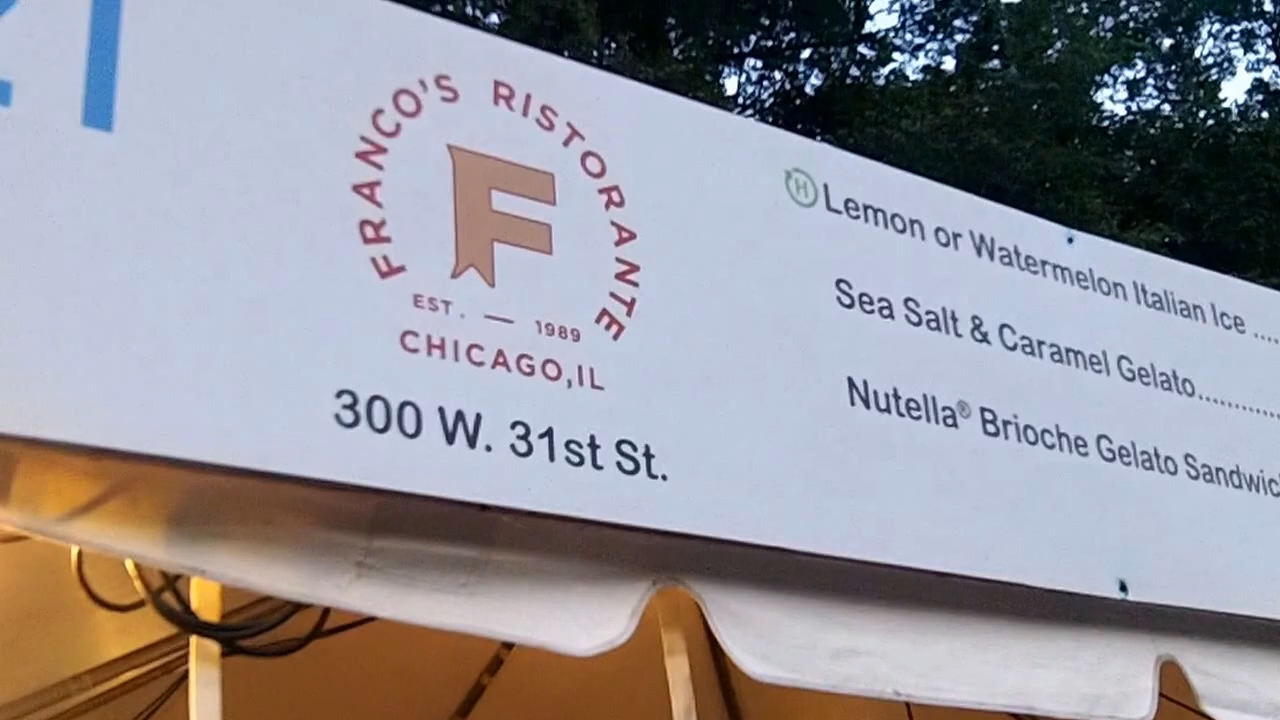 FRANCO'S RISTORANTE
F
EST. — 1989
CHICAGO, IL
300 W. 31st St.
H Lemon or Watermelon Italian Ice ....
Sea Salt & Caramel Gelato............
Nutella® Brioche Gelato